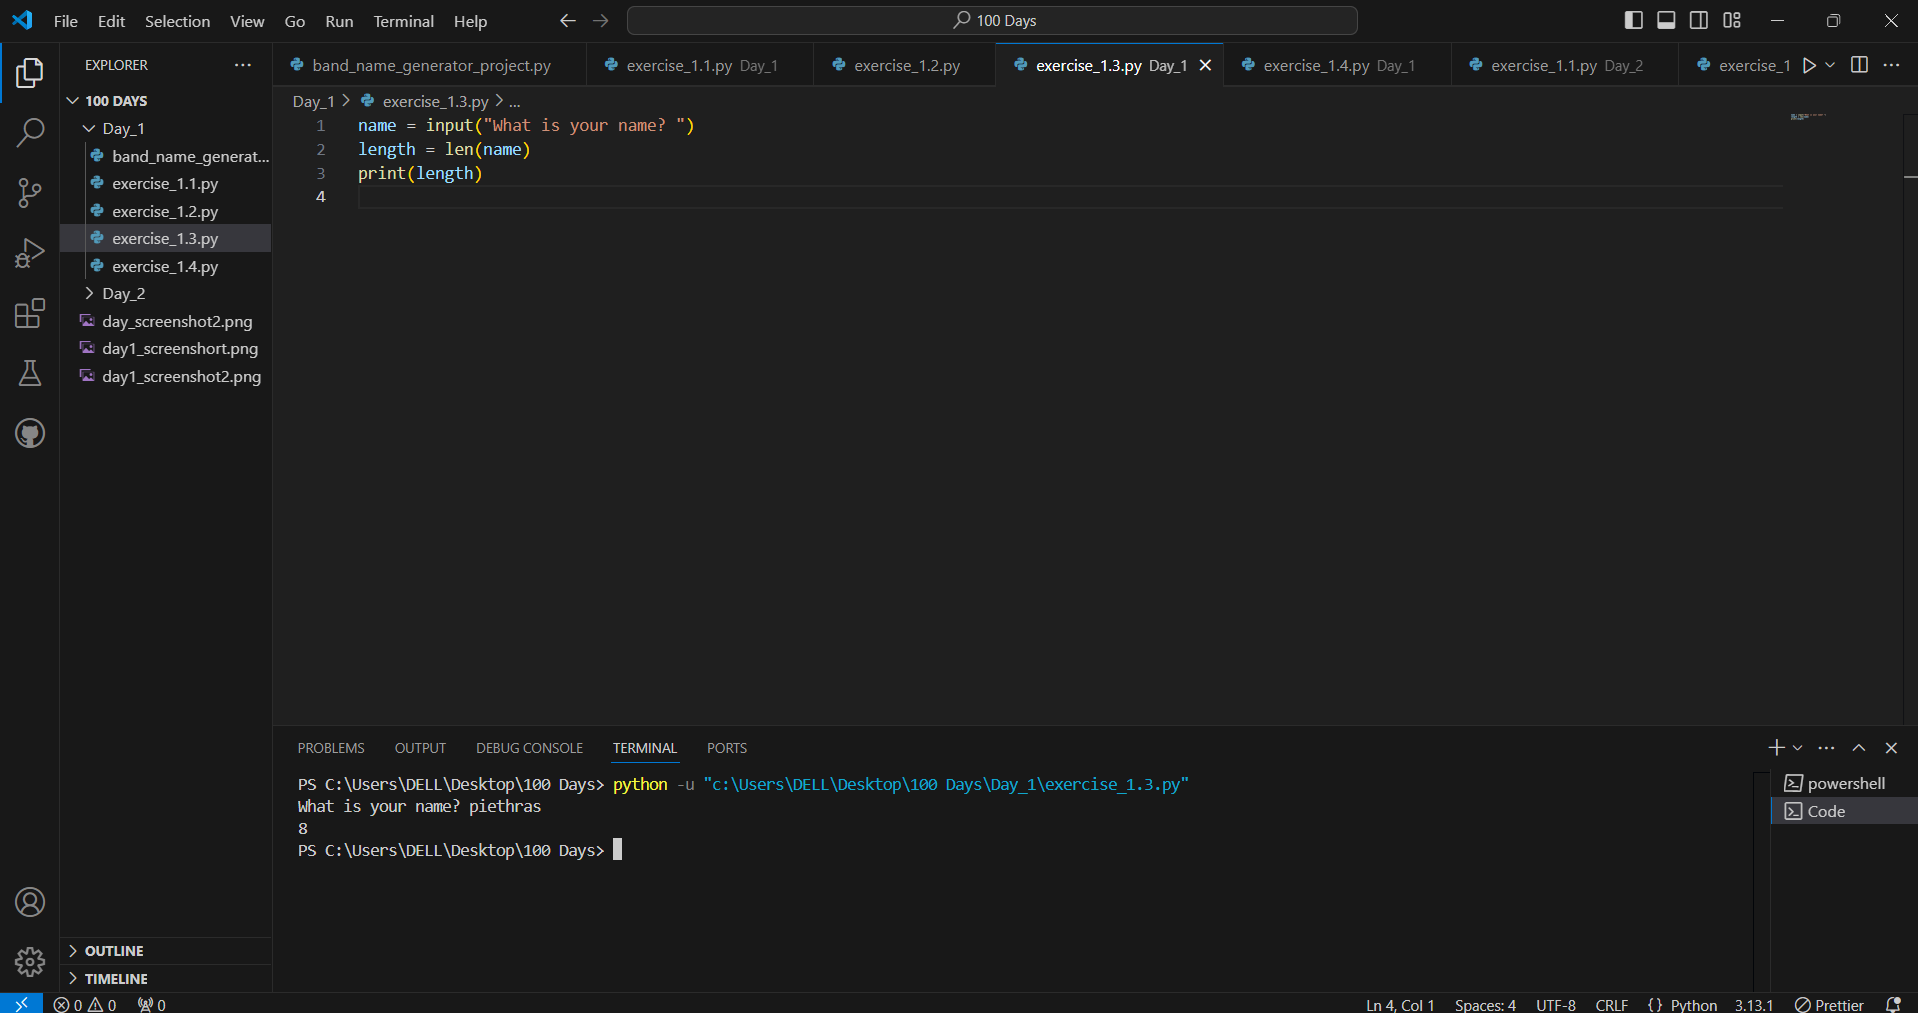 File Edit Selection View Go Run Terminal Help
100 Days
EXPLORER
100 DAYS
Day_1
band_name_generat...
exercise_1.1.py
exercise_1.2.py
exercise_1.3.py
exercise_1.4.py
Day_2
day_screenshot2.png
day1_screenshort.png
day1_screenshot2.png
OUTLINE
TIMELINE
band_name_generator_project.py exercise_1.1.py Day_1 exercise_1.2.py exercise_1.3.py Day_1 exercise_1.4.py Day_1 exercise_1.1.py Day_2 exercise_1
Day_1 > exercise_1.3.py > ...
1 name = input("What is your name? ")
2 length = len(name)
3 print(length)
4
PROBLEMS OUTPUT DEBUG CONSOLE TERMINAL PORTS
PS C:\Users\DELL\Desktop\100 Days> python -u "c:\Users\DELL\Desktop\100 Days\Day_1\exercise_1.3.py"
What is your name? piethras
8
PS C:\Users\DELL\Desktop\100 Days>
powershell
Code
0 0 0 Ln 4, Col 1 Spaces: 4 UTF-8 CRLF {} Python 3.13.1 Prettier